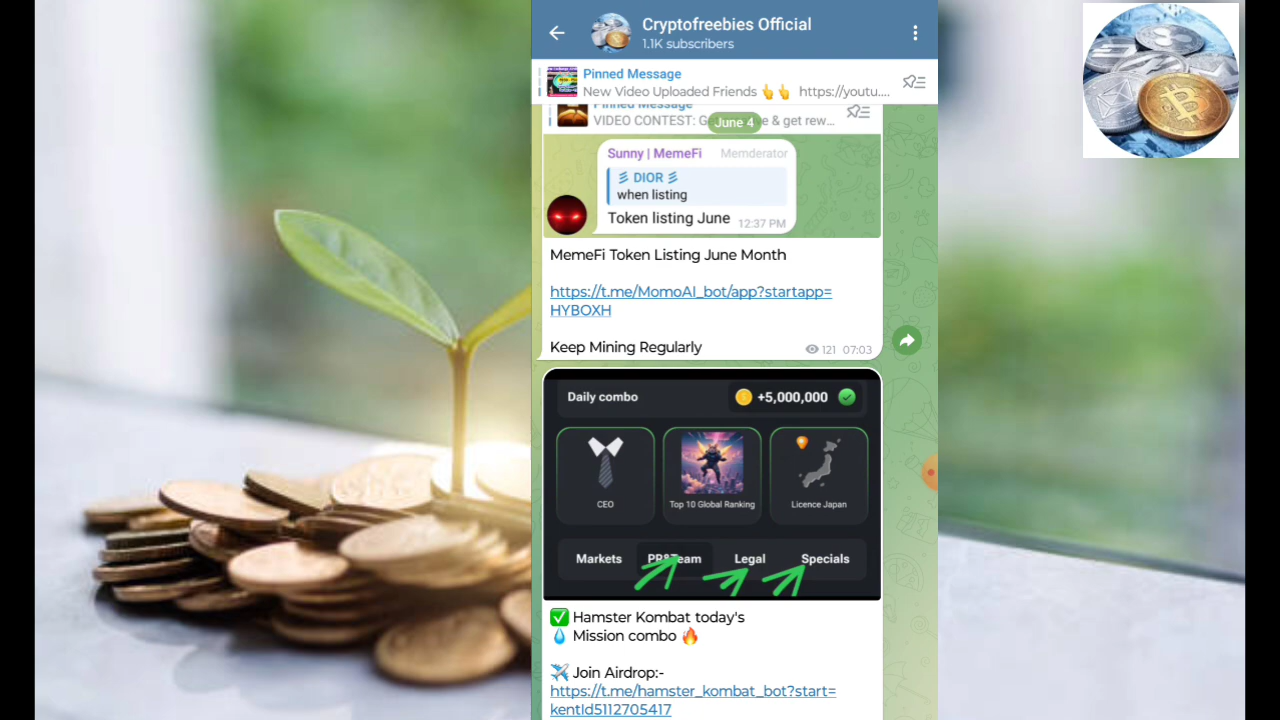 Cryptofreebies Official
1.1K subscribers
Pinned Message
New Video Uploaded Friends 👆👆 https://youtu....
Pinned Message
VIDEO CONTEST: G & get rew...
June 4
Sunny | MemeFi Memderator
彡 DIOR 彡
when listing
Token listing June 12:37 PM
MemeFi Token Listing June Month
https://t.me/MomoAI_bot/app?startapp=
HYBOXH
Keep Mining Regularly 121 07:03
Daily combo +5,000,000
CEO Top 10 Global Ranking Licence Japan
Markets PR&Team Legal Specials
✅ Hamster Kombat today's
💧 Mission combo 🔥
✈️ Join Airdrop:-
https://t.me/hamster_kombat_bot?start=
kentId5112705417